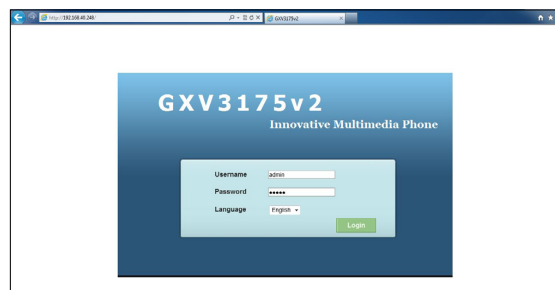 http://192.168.40.248/
GXV3175v2
GXV3175v2
Innovative Multimedia Phone
Username admin
Password •••••
Language English
Login